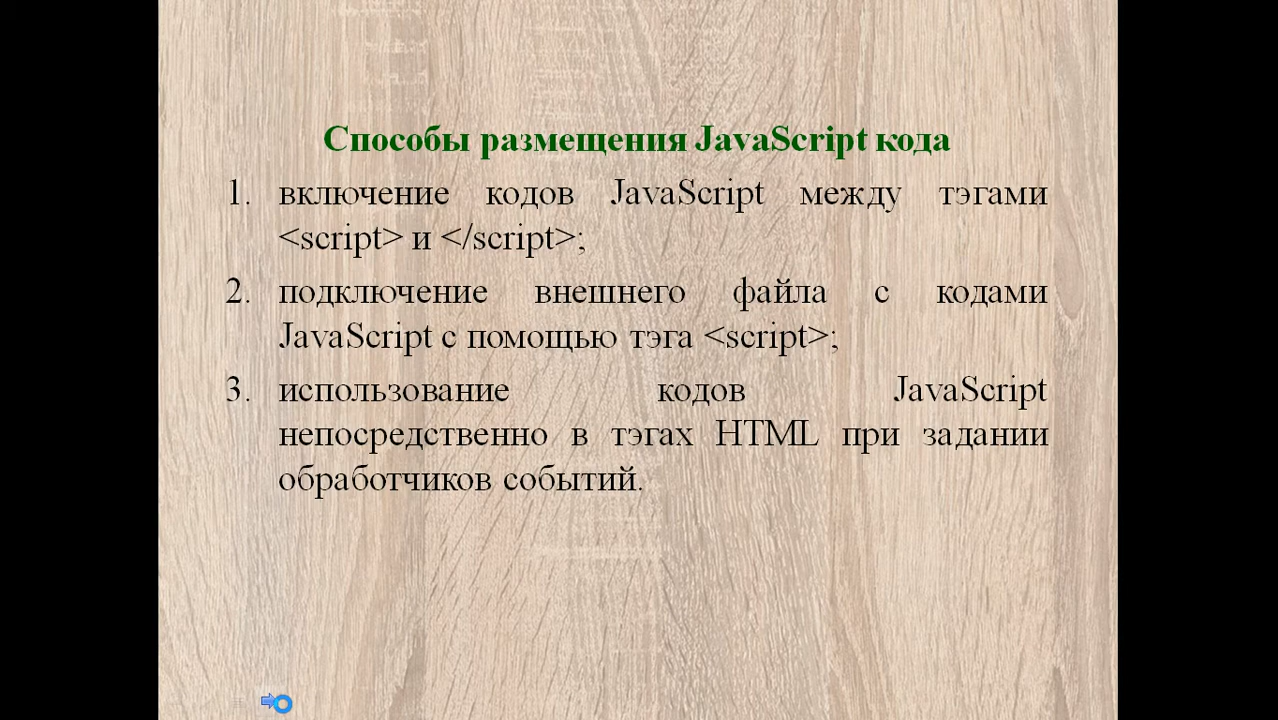 Способы размещения JavaScript кода
1. включение кодов JavaScript между тэгами
<script> и </script>;
2. подключение внешнего файла с кодами
JavaScript с помощью тэга <script>;
3. использование кодов JavaScript
непосредственно в тэгах HTML при задании
обработчиков событий.